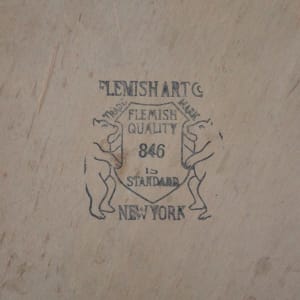 FLEMISH ART Co
TRADE MARK
FLEMISH
QUALITY
846
IS
STANDARD
NEW YORK